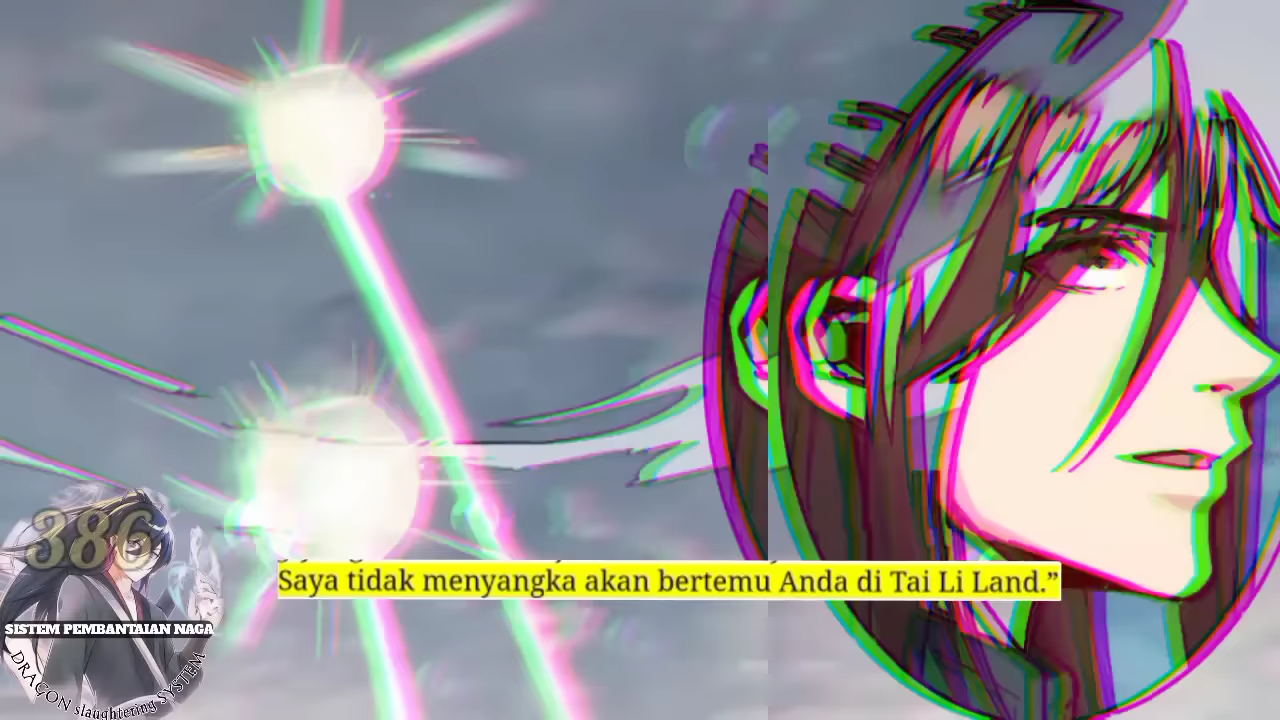 386
Saya tidak menyangka akan bertemu Anda di Tai Li Land.”
SISTEM PEMBANTAIAN NAGA
DRAGON slaughtering SYSTEM